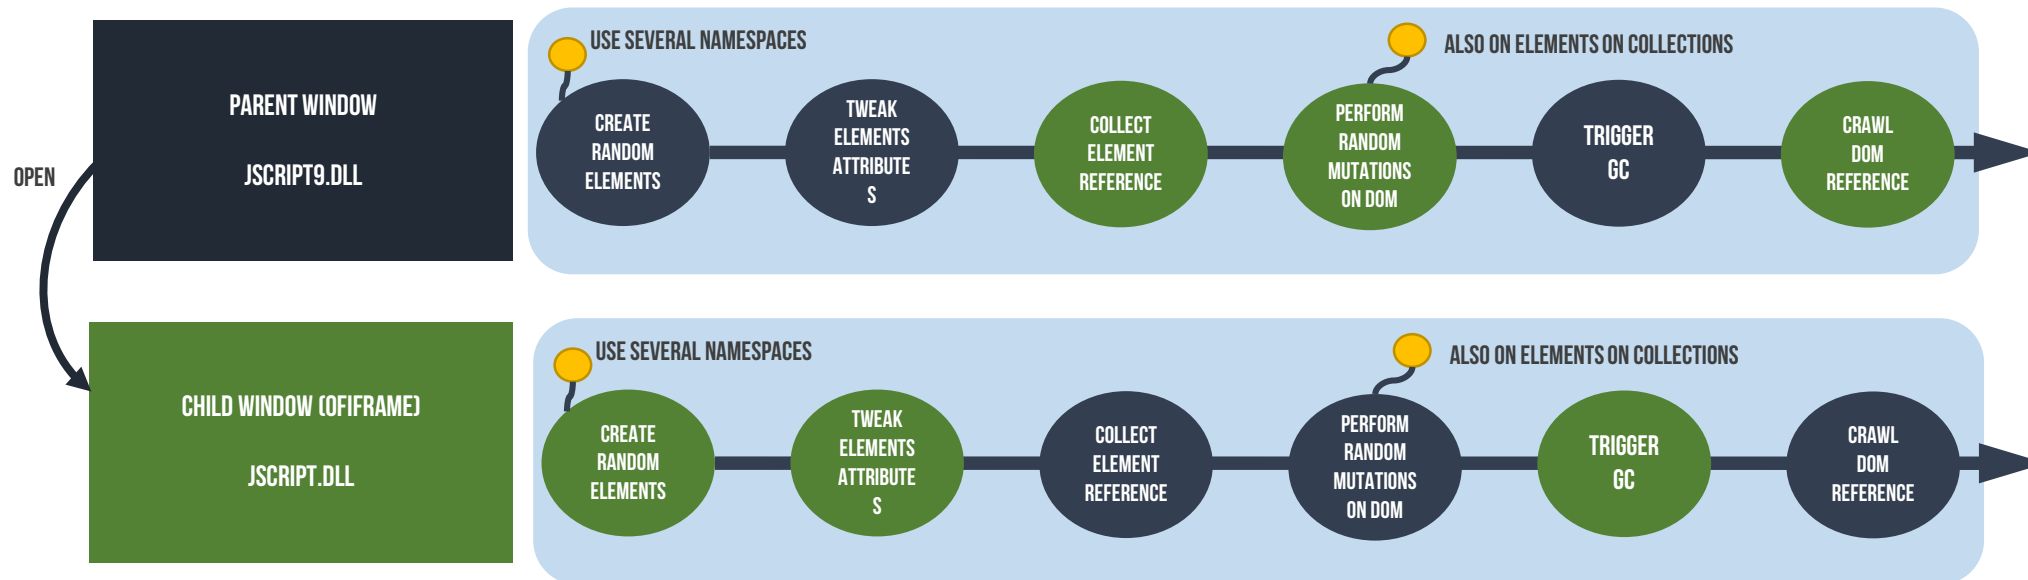 PARENT WINDOW
JSCRIPT9.DLL
OPEN
USE SEVERAL NAMESPACES
ALSO ON ELEMENTS ON COLLECTIONS
CREATE
RANDOM
ELEMENTS
TWEAK
ELEMENTS
ATTRIBUTE
S
COLLECT
ELEMENT
REFERENCE
PERFORM
RANDOM
MUTATIONS
ON DOM
TRIGGER
GC
CRAWL
DOM
REFERENCE
CHILD WINDOW (OFIFRAME)
JSCRIPT.DLL
USE SEVERAL NAMESPACES
ALSO ON ELEMENTS ON COLLECTIONS
CREATE
RANDOM
ELEMENTS
TWEAK
ELEMENTS
ATTRIBUTE
S
COLLECT
ELEMENT
REFERENCE
PERFORM
RANDOM
MUTATIONS
ON DOM
TRIGGER
GC
CRAWL
DOM
REFERENCE